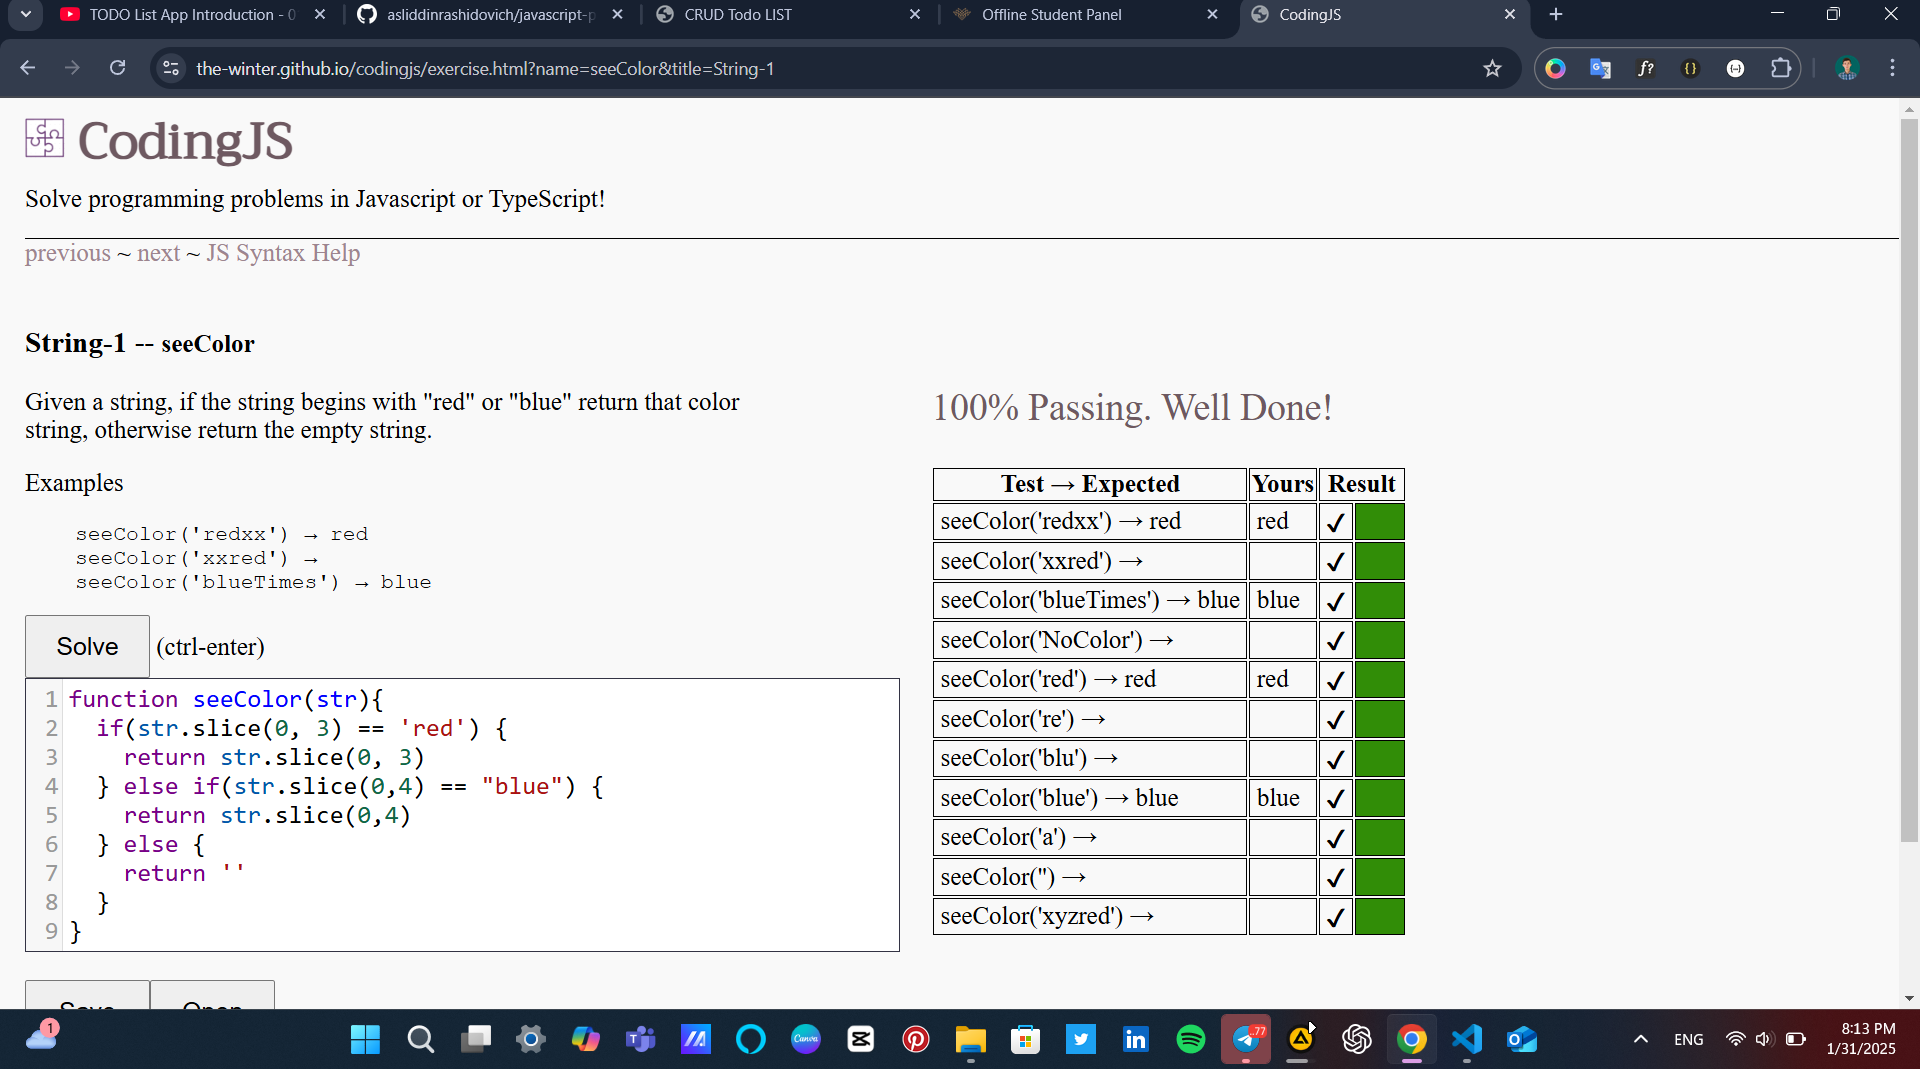 TODO List App Introduction - 0
asliddinrashidovich/javascript-p
CRUD Todo LIST
Offline Student Panel
CodingJS
the-winter.github.io/codingjs/exercise.html?name=seeColor&title=String-1
CodingJS
Solve programming problems in Javascript or TypeScript!
previous ~ next ~ JS Syntax Help
String-1 -- seeColor
Given a string, if the string begins with "red" or "blue" return that color
string, otherwise return the empty string.
Examples
seeColor('redxx') → red
seeColor('xxred') →
seeColor('blueTimes') → blue
Solve (ctrl-enter)
1 function seeColor(str){
2   if(str.slice(0, 3) == 'red') {
3     return str.slice(0, 3)
4   } else if(str.slice(0,4) == "blue") {
5     return str.slice(0,4)
6   } else {
7     return ''
8   }
9 }
Save Open
100% Passing. Well Done!
Test → Expected Yours Result
seeColor('redxx') → red red ✓
seeColor('xxred') → ✓
seeColor('blueTimes') → blue blue ✓
seeColor('NoColor') → ✓
seeColor('red') → red red ✓
seeColor('re') → ✓
seeColor('blu') → ✓
seeColor('blue') → blue blue ✓
seeColor('a') → ✓
seeColor('') → ✓
seeColor('xyzred') → ✓
1
Canva
77
ENG
8:13 PM
1/31/2025